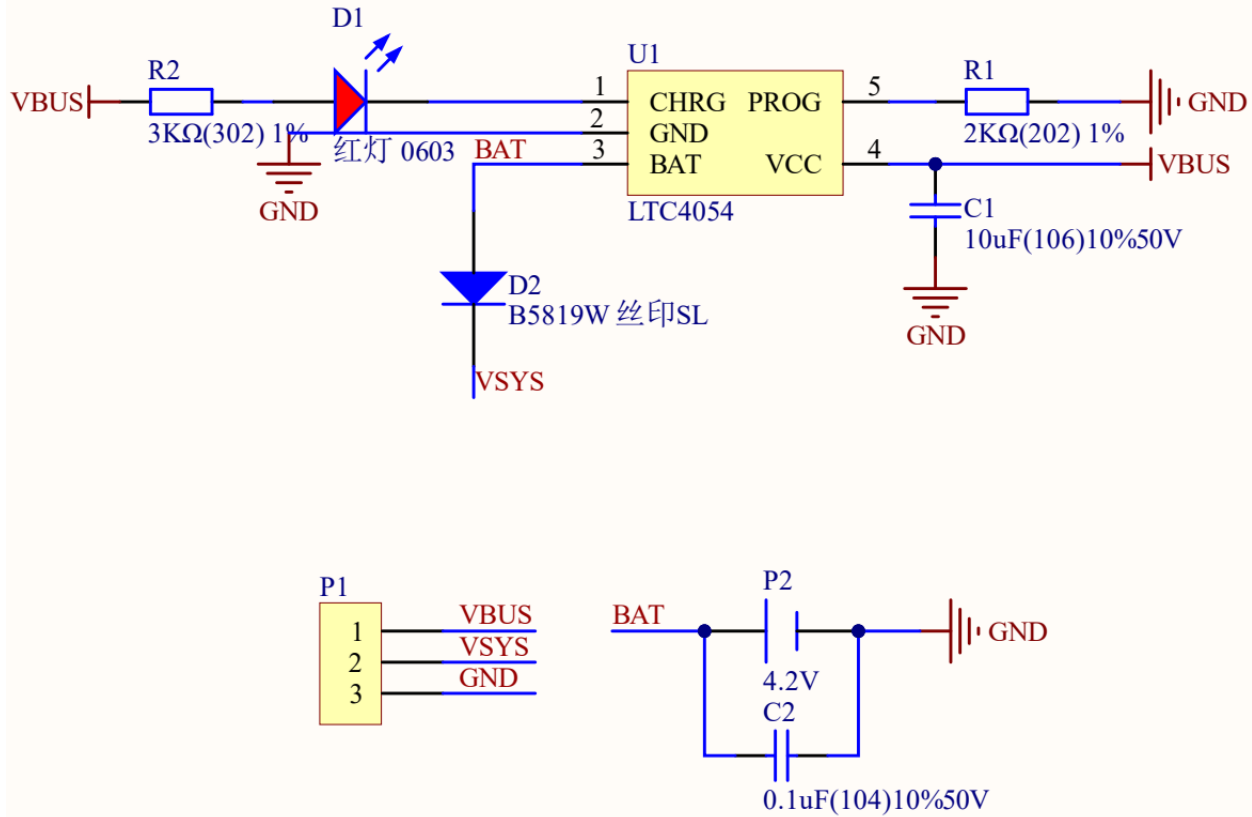 D1
R2
VBUS
3KΩ(302) 1%
红灯 0603
GND
BAT
U1
1
2
3
CHRG
GND
BAT
PROG
VCC
5
4
LTC4054
R1
2KΩ(202) 1%
GND
VBUS
C1
10uF(106)10%50V
GND
D2
B5819W 丝印SL
VSYS
P1
1
2
3
VBUS
VSYS
GND
BAT
P2
4.2V
GND
C2
0.1uF(104)10%50V